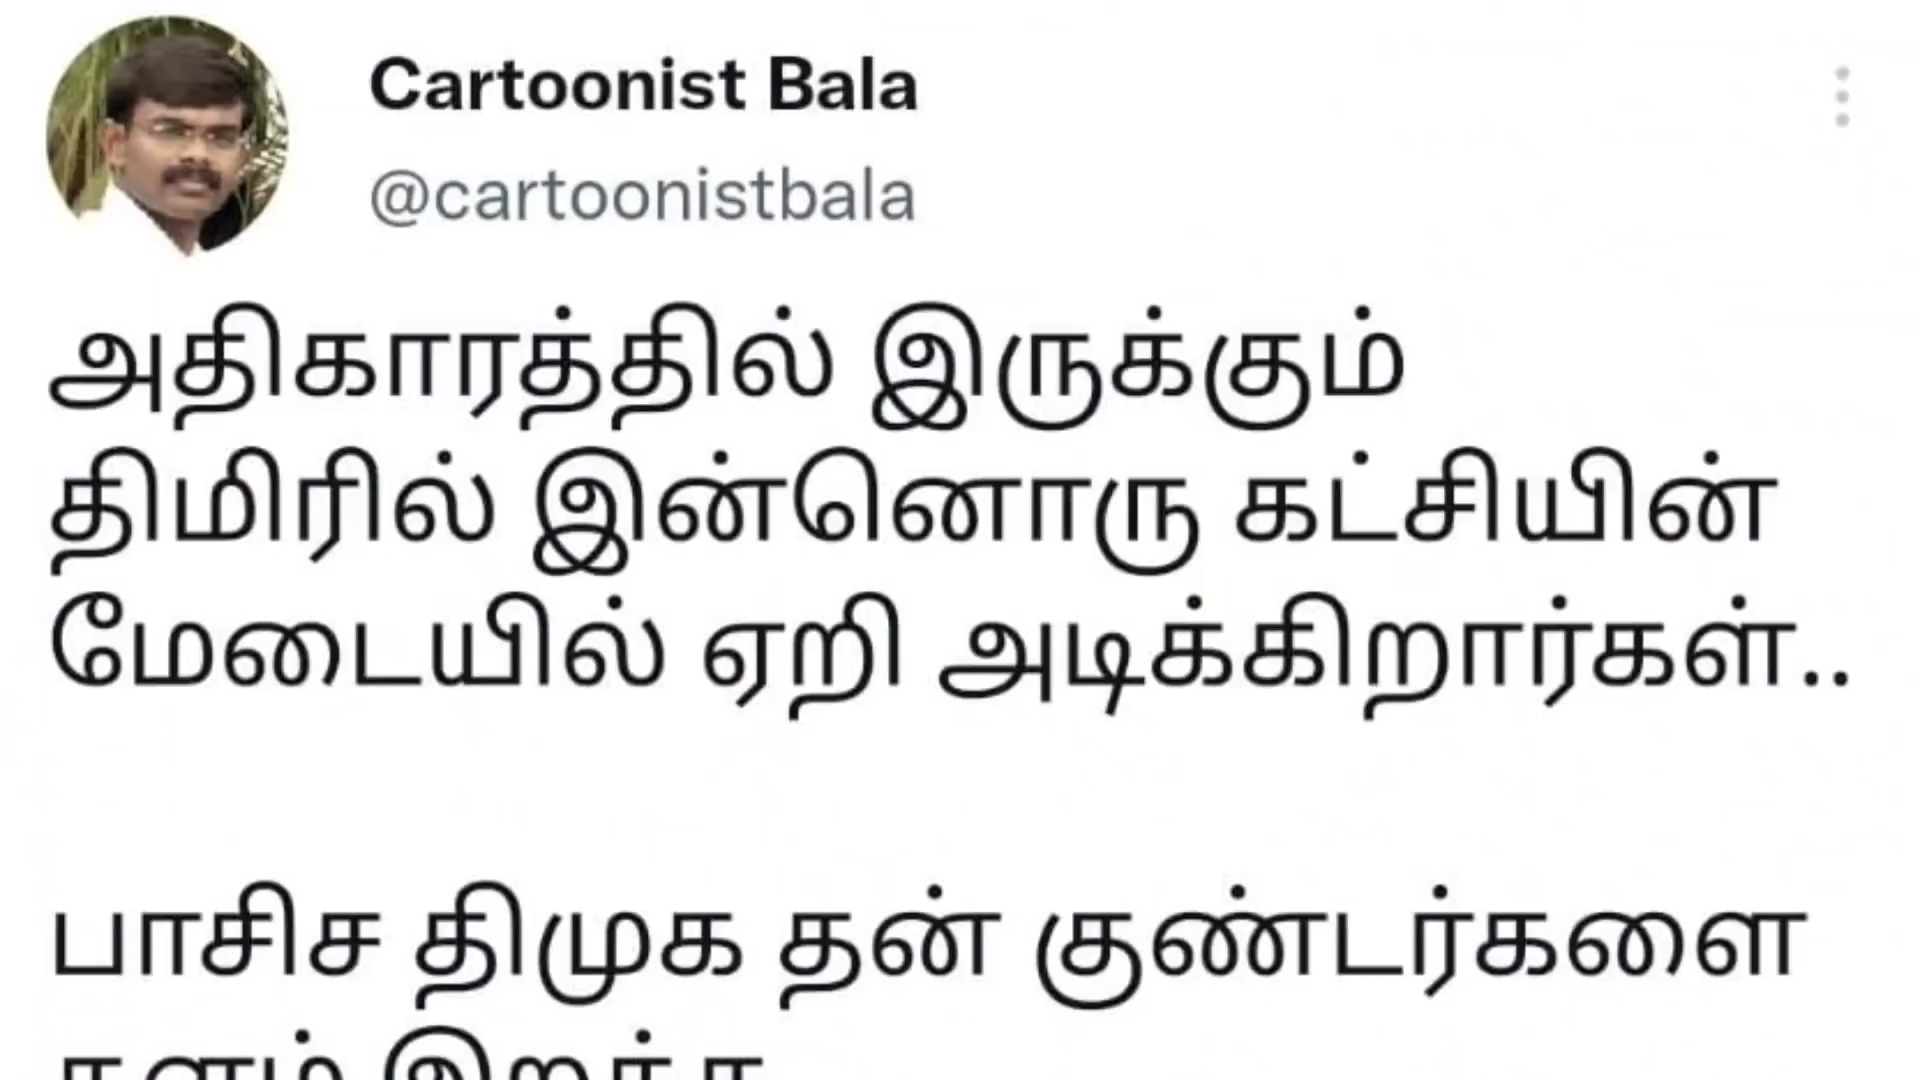 Cartoonist Bala
@cartoonistbala
அதிகாரத்தில் இருக்கும்
திமிரில் இன்னொரு கட்சியின்
மேடையில் ஏறி அடிக்கிறார்கள்..
பாசிச திமுக தன் குண்டர்களை